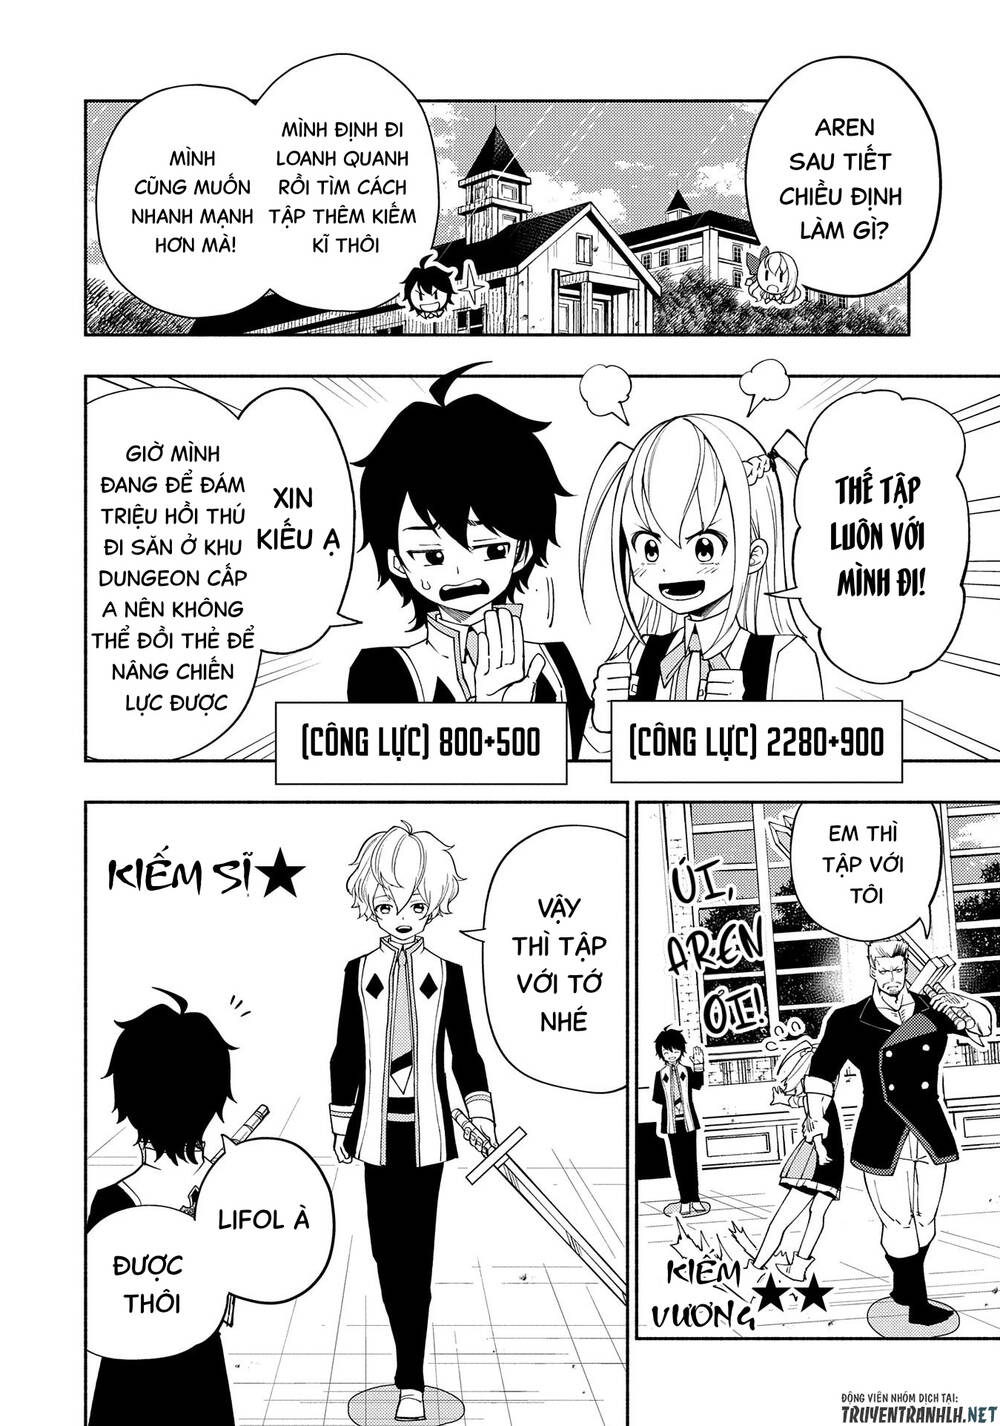 AREN
SAU TIẾT
CHIỀU ĐỊNH
LÀM GÌ?
MÌNH ĐỊNH ĐI
LOANH QUANH
RỒI TÌM CÁCH
TẬP THÊM KIẾM
KĨ THÔI
MÌNH
CŨNG MUỐN
NHANH MẠNH
HƠN MÀ!
THẾ TẬP
LUÔN VỚI
MÌNH ĐI!
XIN
KIẾU Ạ
GIỜ MÌNH
ĐANG ĐỂ ĐÁM
TRIỆU HỒI THÚ
ĐI SĂN Ở KHU
DUNGEON CẤP
A NÊN KHÔNG
THỂ ĐỒI THẺ ĐỂ
NÂNG CHIẾN
LỰC ĐƯỢC
[CÔNG LỰC] 2280+900
[CÔNG LỰC] 800+500
EM THÌ
TẬP VỚI
TÔI
ÚI,
AREN
ƠI!
KIẾM
VƯƠNG★★
KIẾM SĨ★
VẬY
THÌ TẬP
VỚI TỚ
NHÉ
LIFOL À
ĐƯỢC
THÔI
ĐỘNG VIÊN NHÓM DỊCH TẠI:
TRUYENTRANHLU.NET